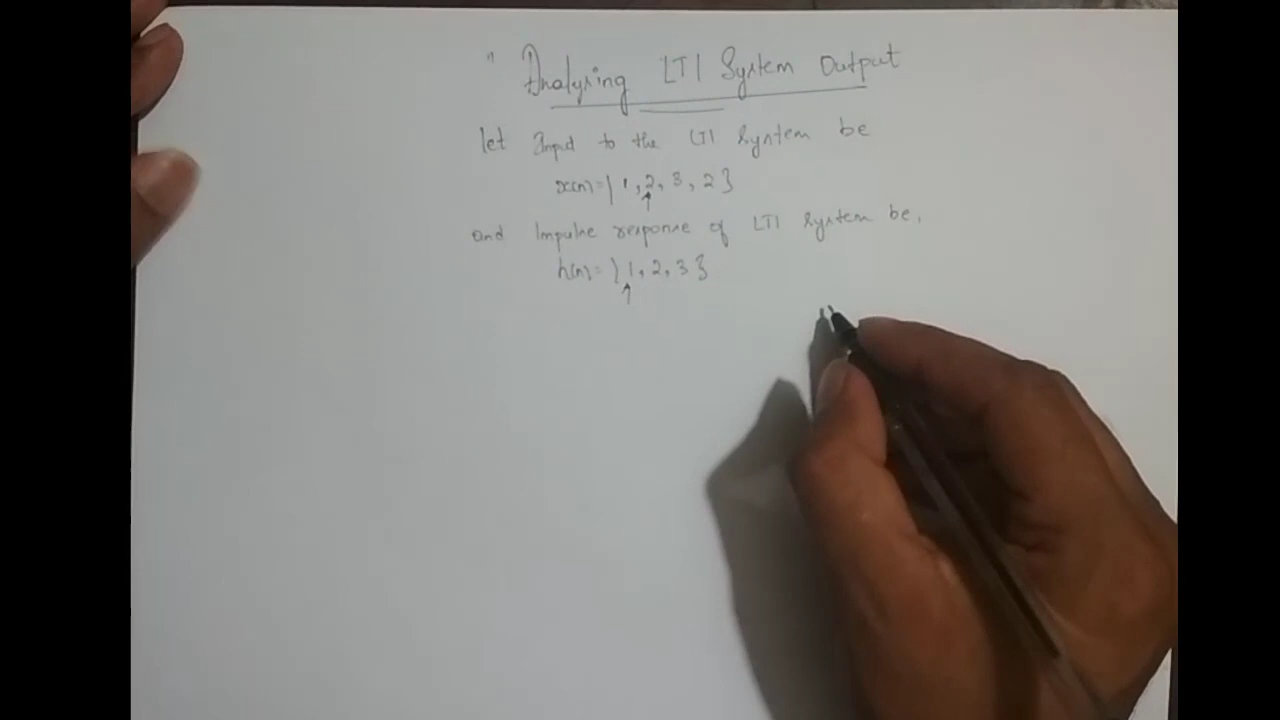 " Analysing LTI System Output
let Input to the LTI System be
x(n)={ 1, 2, 3, 2 }
↑
and Impulse response of LTI System be,
h(n)= { 1, 2, 3 }
↑